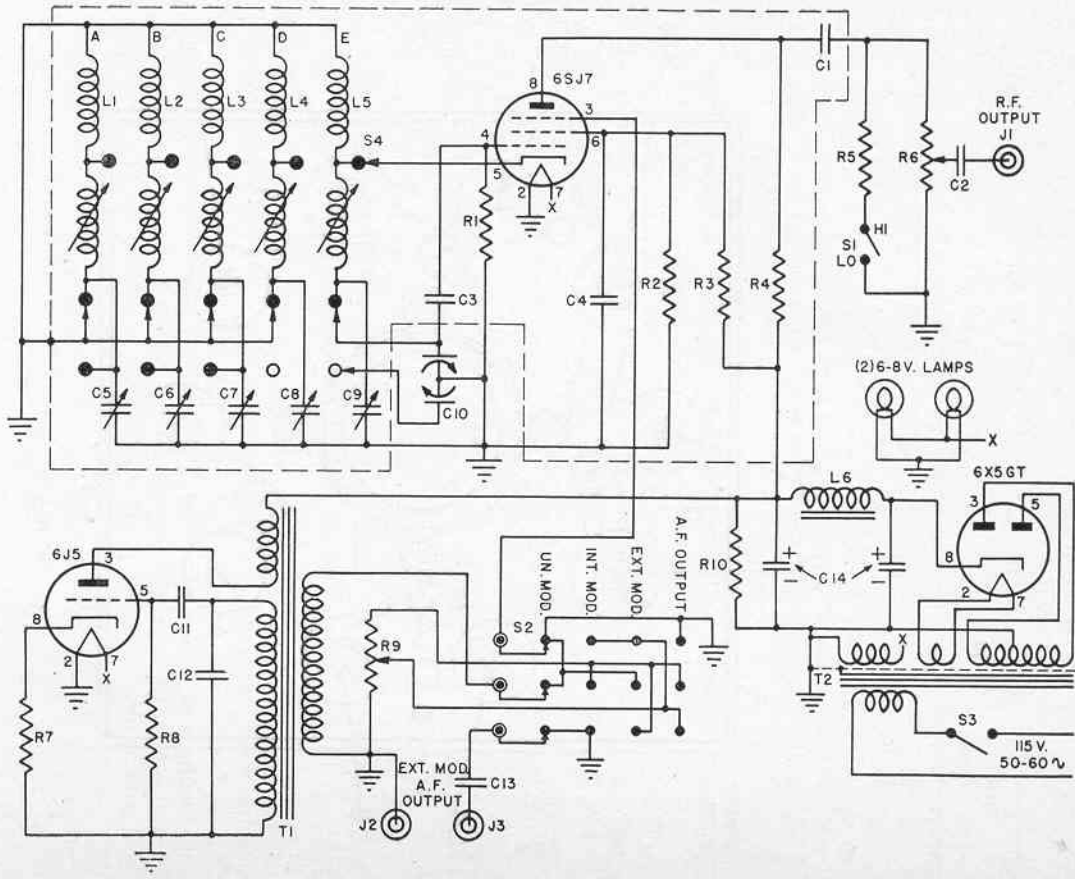 A
B
C
D
E
L1
L2
L3
L4
L5
S4
8
6SJ7
4
3
6
5
2
7
X
R1
C3
C4
R2
R3
R4
C1
R5
R6
C2
R.F.
OUTPUT
J1
HI
S1
LO
C5
C6
C7
C8
C9
C10
(2) 6-8 V. LAMPS
X
L6
6X5GT
3
5
8
2
7
R10
+
C14
+
−
−
X
T2
S3
115 V.
50-60 ∿
6J5
3
5
8
2
7
X
C11
C12
R7
R8
T1
R9
S2
UN. MOD.
INT. MOD.
EXT. MOD.
A.F. OUTPUT
EXT. MOD.
A.F.
OUTPUT
C13
J2
J3